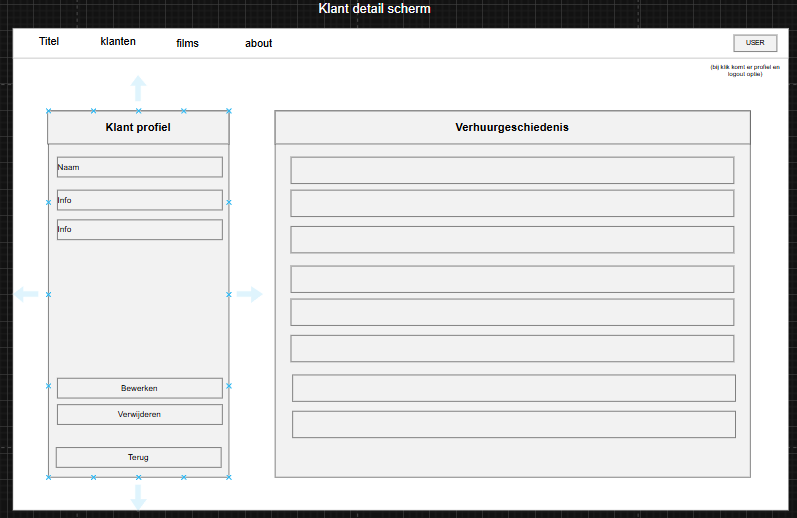 Klant detail scherm
Titel
klanten
films
about
USER
(bij klik komt er profiel en
logout optie)
Klant profiel
Naam
Info
Info
Bewerken
Verwijderen
Terug
Verhuurgeschiedenis